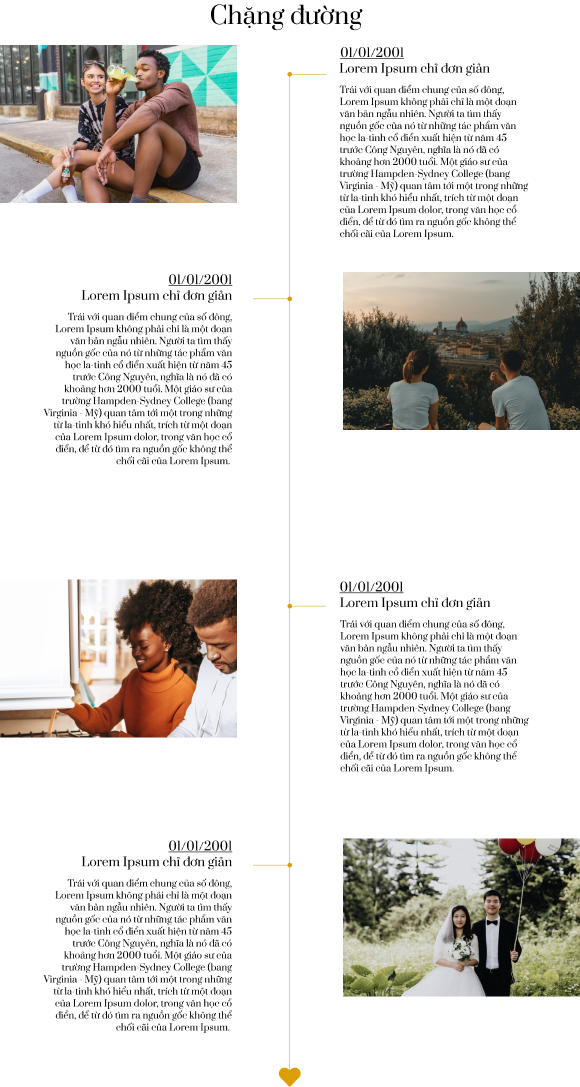 Chặng đường
01/01/2001
Lorem Ipsum chỉ đơn giản
Trái với quan điểm chung của số đông,
Lorem Ipsum không phải chỉ là một đoạn
văn bản ngẫu nhiên. Người ta tìm thấy
nguồn gốc của nó từ những tác phẩm văn
học la-tinh cổ điển xuất hiện từ năm 45
trước Công Nguyên, nghĩa là nó đã có
khoảng hơn 2000 tuổi. Một giáo sư của
trường Hampden-Sydney College (bang
Virginia - Mỹ) quan tâm tới một trong những
từ la-tinh khó hiểu nhất, trích từ một đoạn
của Lorem Ipsum dolor, trong văn học cổ
điển, để từ đó tìm ra nguồn gốc không thể
chối cãi của Lorem Ipsum.
01/01/2001
Lorem Ipsum chỉ đơn giản
Trái với quan điểm chung của số đông,
Lorem Ipsum không phải chỉ là một đoạn
văn bản ngẫu nhiên. Người ta tìm thấy
nguồn gốc của nó từ những tác phẩm văn
học la-tinh cổ điển xuất hiện từ năm 45
trước Công Nguyên, nghĩa là nó đã có
khoảng hơn 2000 tuổi. Một giáo sư của
trường Hampden-Sydney College (bang
Virginia - Mỹ) quan tâm tới một trong những
từ la-tinh khó hiểu nhất, trích từ một đoạn
của Lorem Ipsum dolor, trong văn học cổ
điển, để từ đó tìm ra nguồn gốc không thể
chối cãi của Lorem Ipsum.
01/01/2001
Lorem Ipsum chỉ đơn giản
Trái với quan điểm chung của số đông,
Lorem Ipsum không phải chỉ là một đoạn
văn bản ngẫu nhiên. Người ta tìm thấy
nguồn gốc của nó từ những tác phẩm văn
học la-tinh cổ điển xuất hiện từ năm 45
trước Công Nguyên, nghĩa là nó đã có
khoảng hơn 2000 tuổi. Một giáo sư của
trường Hampden-Sydney College (bang
Virginia - Mỹ) quan tâm tới một trong những
từ la-tinh khó hiểu nhất, trích từ một đoạn
của Lorem Ipsum dolor, trong văn học cổ
điển, để từ đó tìm ra nguồn gốc không thể
chối cãi của Lorem Ipsum.
01/01/2001
Lorem Ipsum chỉ đơn giản
Trái với quan điểm chung của số đông,
Lorem Ipsum không phải chỉ là một đoạn
văn bản ngẫu nhiên. Người ta tìm thấy
nguồn gốc của nó từ những tác phẩm văn
học la-tinh cổ điển xuất hiện từ năm 45
trước Công Nguyên, nghĩa là nó đã có
khoảng hơn 2000 tuổi. Một giáo sư của
trường Hampden-Sydney College (bang
Virginia - Mỹ) quan tâm tới một trong những
từ la-tinh khó hiểu nhất, trích từ một đoạn
của Lorem Ipsum dolor, trong văn học cổ
điển, để từ đó tìm ra nguồn gốc không thể
chối cãi của Lorem Ipsum.